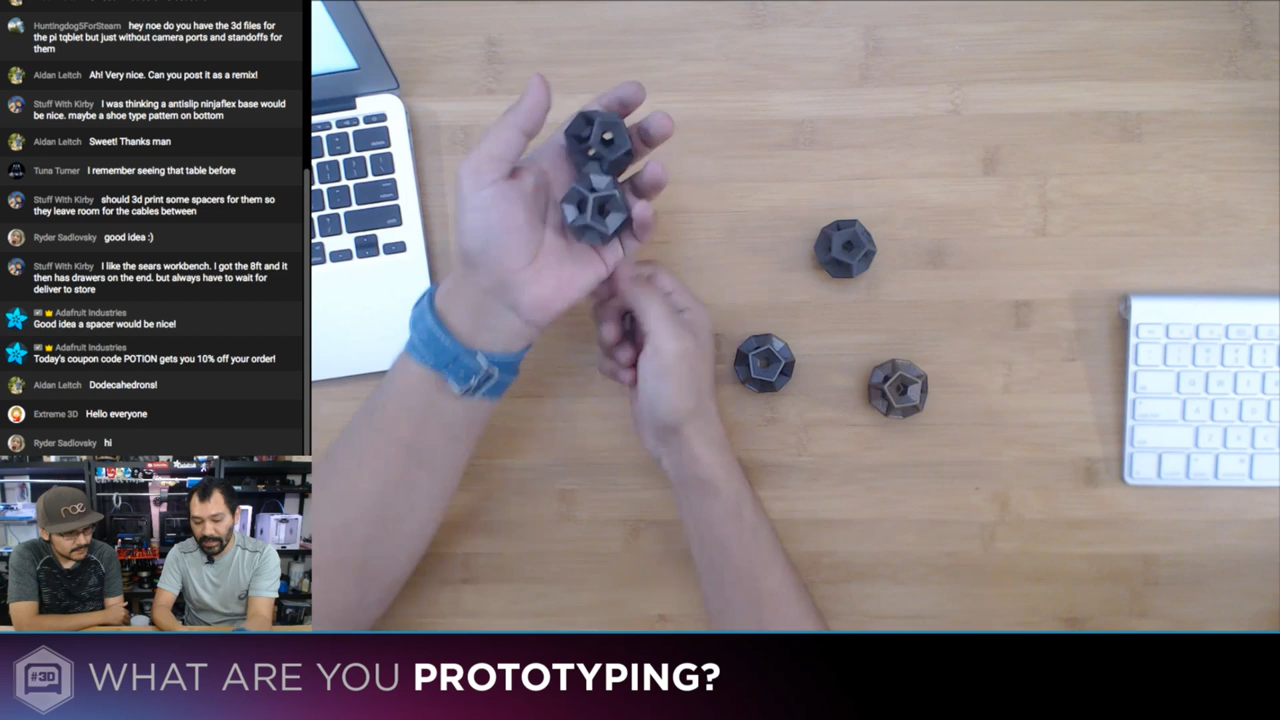 Huntingdog5ForSteam hey noe do you have the 3d files for
the pi tqblet but just without camera ports and standoffs for
them
Aidan Leitch Ah! Very nice. Can you post it as a remix!
Stuff With Kirby I was thinking a antislip ninjaflex base would
be nice. maybe a shoe type pattern on bottom
Aidan Leitch Sweet! Thanks man
Tuna Turner I remember seeing that table before
Stuff With Kirby should 3d print some spacers for them so
they leave room for the cables between
Ryder Sadlovsky good idea :)
Stuff With Kirby I like the sears workbench. I got the 8ft and it
then has drawers on the end. but always have to wait for
deliver to store
Adafruit Industries
Good idea a spacer would be nice!
Adafruit Industries
Today's coupon code POTION gets you 10% off your order!
Aidan Leitch Dodecahedrons!
Extreme 3D Hello everyone
Ryder Sadlovsky hi
noe
#3D
WHAT ARE YOU PROTOTYPING?